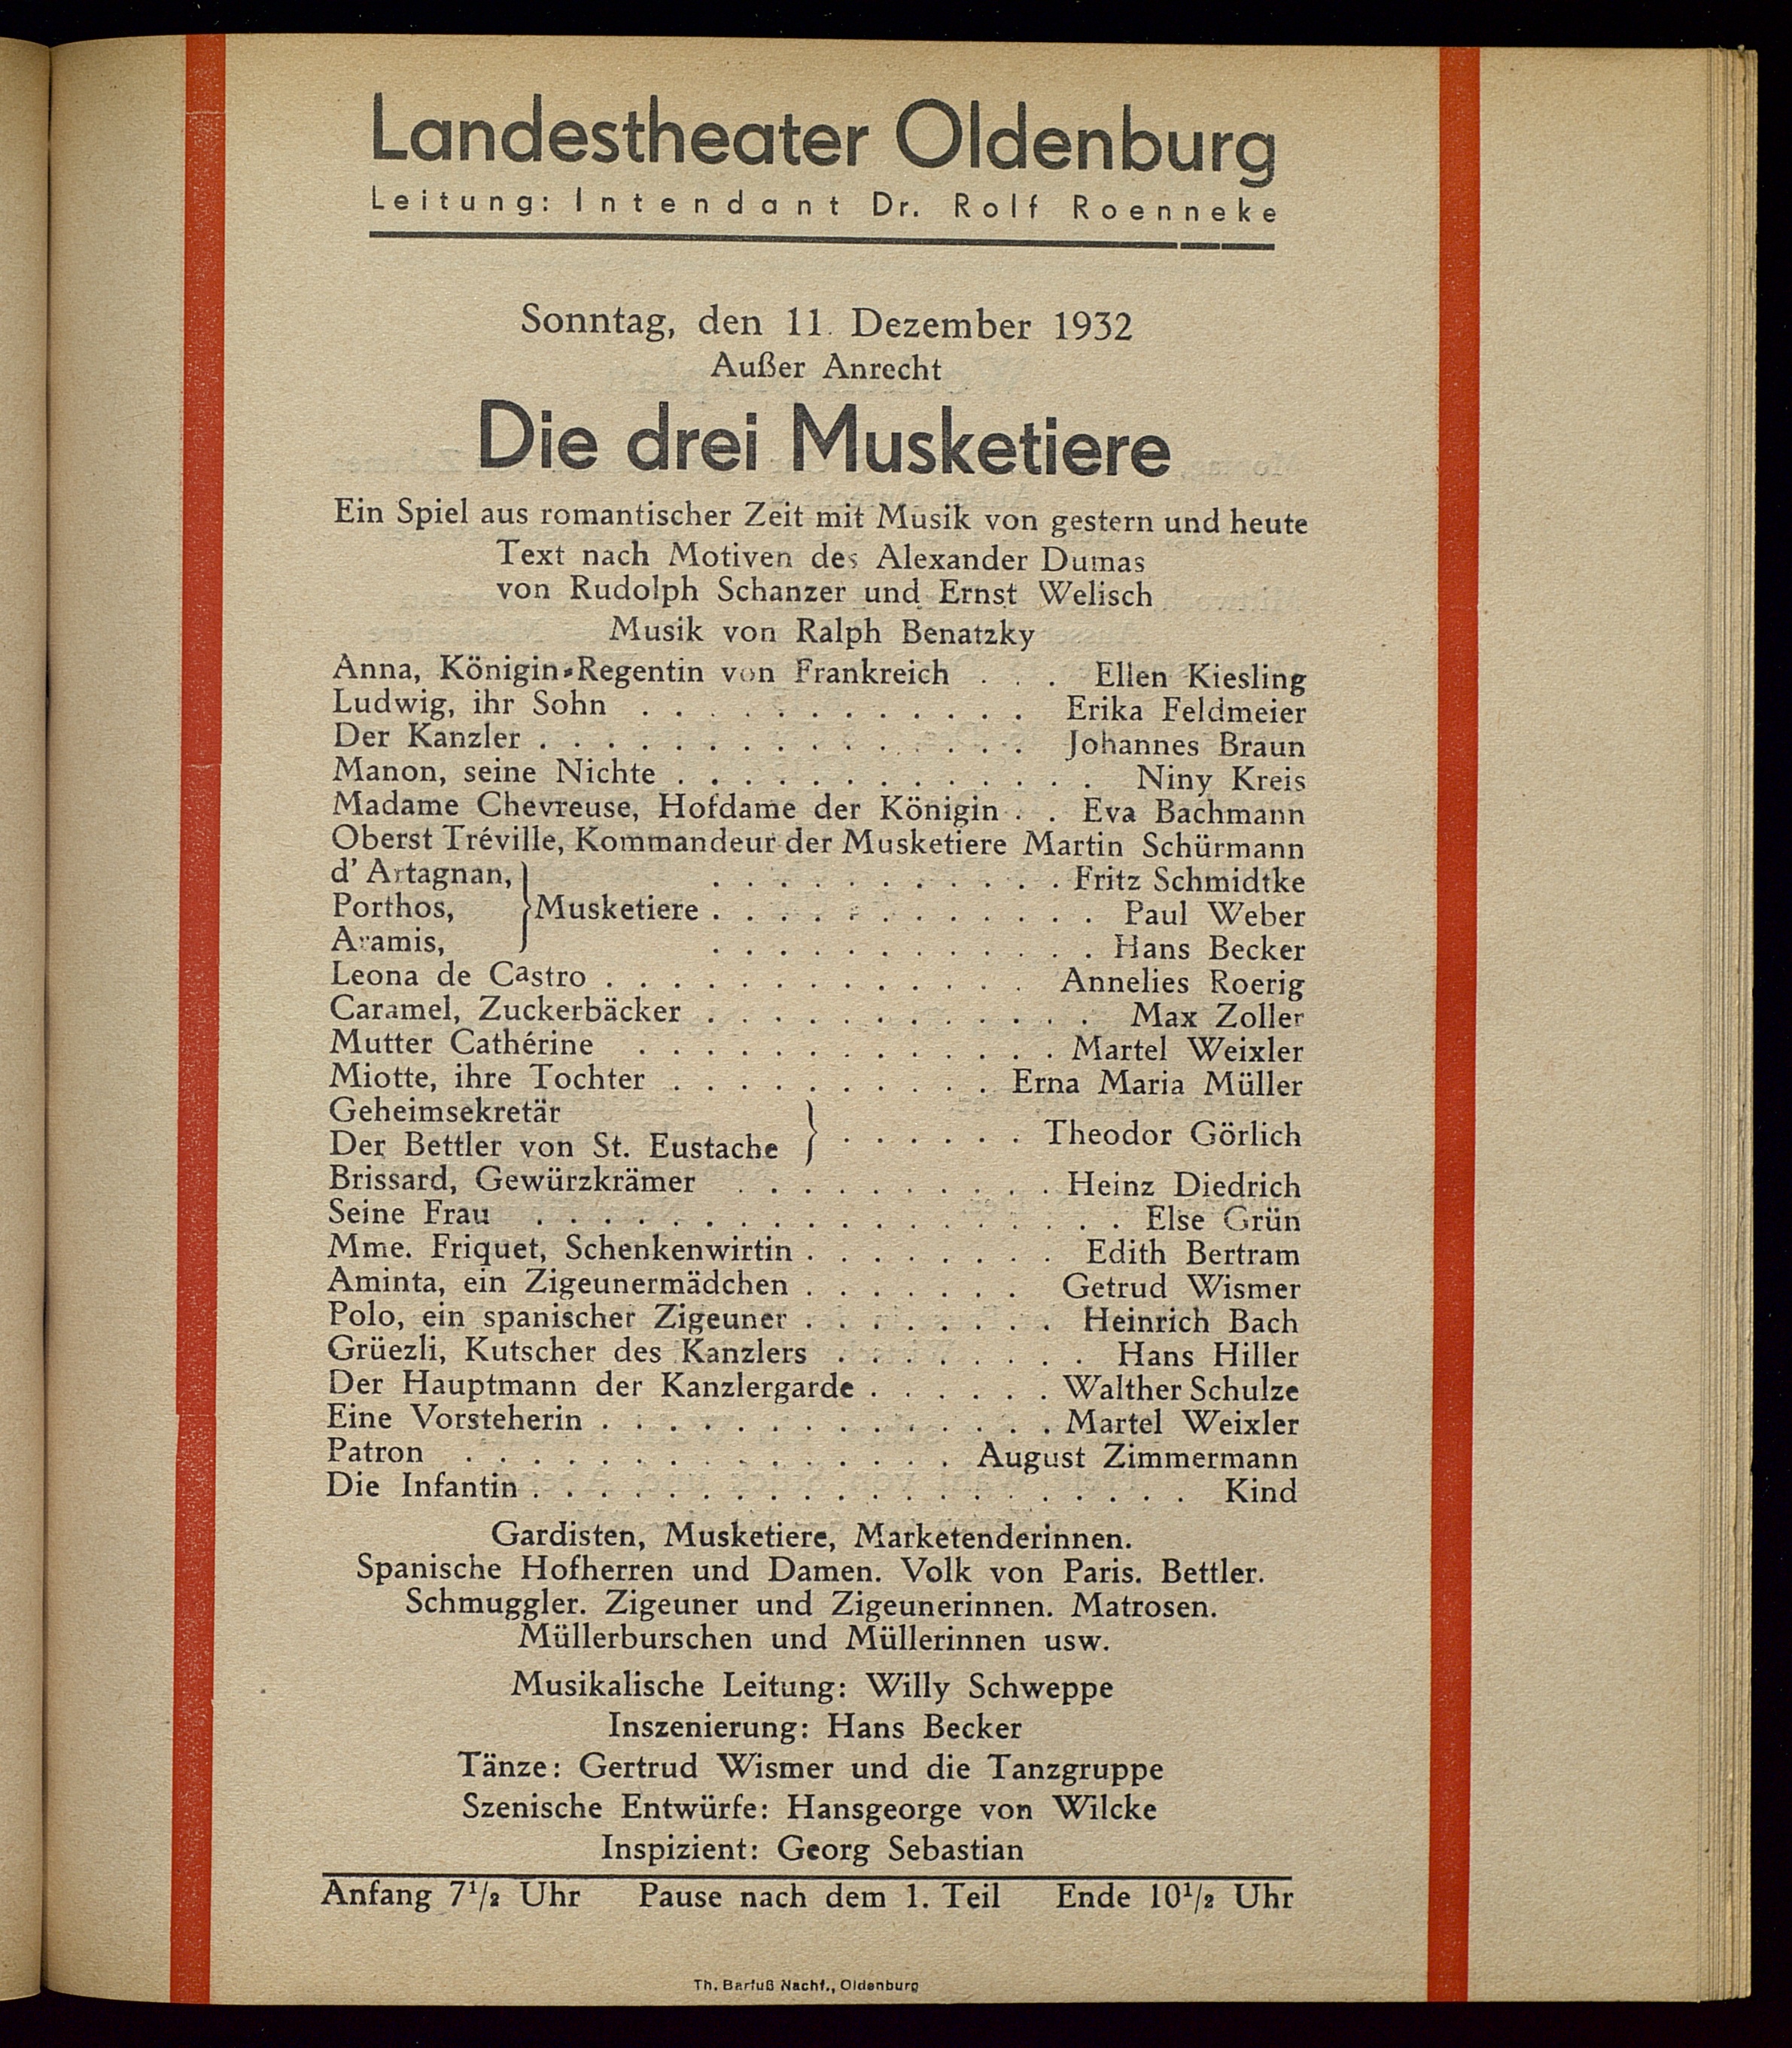 Landestheater Oldenburg
Leitung: Intendant Dr. Rolf Roenneke
Sonntag, den 11. Dezember 1932
Außer Anrecht
Die drei Musketiere
Ein Spiel aus romantischer Zeit mit Musik von gestern und heute
Text nach Motiven des Alexander Dumas
von Rudolph Schanzer und Ernst Welisch
Musik von Ralph Benatzky
Anna, Königin-Regentin von Frankreich . . . Ellen Kiesling
Ludwig, ihr Sohn . . . . . . . . . . . . Erika Feldmeier
Der Kanzler . . . . . . . . . . . . . . . Johannes Braun
Manon, seine Nichte . . . . . . . . . . . . . Niny Kreis
Madame Chevreuse, Hofdame der Königin . . Eva Bachmann
Oberst Tréville, Kommandeur der Musketiere Martin Schürmann
d' Artagnan, . . . . . . . . . . . Fritz Schmidtke
Porthos, } Musketiere . . . . . . . . . . . . Paul Weber
Aramis, . . . . . . . . . . . . Hans Becker
Leona de Castro . . . . . . . . . . . . . Annelies Roerig
Caramel, Zuckerbäcker . . . . . . . . . . . . Max Zoller
Mutter Cathérine . . . . . . . . . . . . . Martel Weixler
Miotte, ihre Tochter . . . . . . . . . . Erna Maria Müller
Geheimsekretär
Der Bettler von St. Eustache } . . . . . . Theodor Görlich
Brissard, Gewürzkrämer . . . . . . . . . . Heinz Diedrich
Seine Frau . . . . . . . . . . . . . . . . . . Else Grün
Mme. Friquet, Schenkenwirtin . . . . . . . . Edith Bertram
Aminta, ein Zigeunermädchen . . . . . . . Getrud Wismer
Polo, ein spanischer Zigeuner . . . . . . . . Heinrich Bach
Grüezli, Kutscher des Kanzlers . . . . . . . . Hans Hiller
Der Hauptmann der Kanzlergarde . . . . . . Walther Schulze
Eine Vorsteherin . . . . . . . . . . . . . . Martel Weixler
Patron . . . . . . . . . . . . . . . August Zimmermann
Die Infantin . . . . . . . . . . . . . . . . . . . . Kind
Gardisten, Musketiere, Marketenderinnen.
Spanische Hofherren und Damen. Volk von Paris. Bettler.
Schmuggler. Zigeuner und Zigeunerinnen. Matrosen.
Müllerburschen und Müllerinnen usw.
Musikalische Leitung: Willy Schweppe
Inszenierung: Hans Becker
Tänze: Gertrud Wismer und die Tanzgruppe
Szenische Entwürfe: Hansgeorge von Wilcke
Inspizient: Georg Sebastian
Anfang 7½ Uhr Pause nach dem 1. Teil Ende 10½ Uhr
Th. Barfuß Nachf., Oldenburg